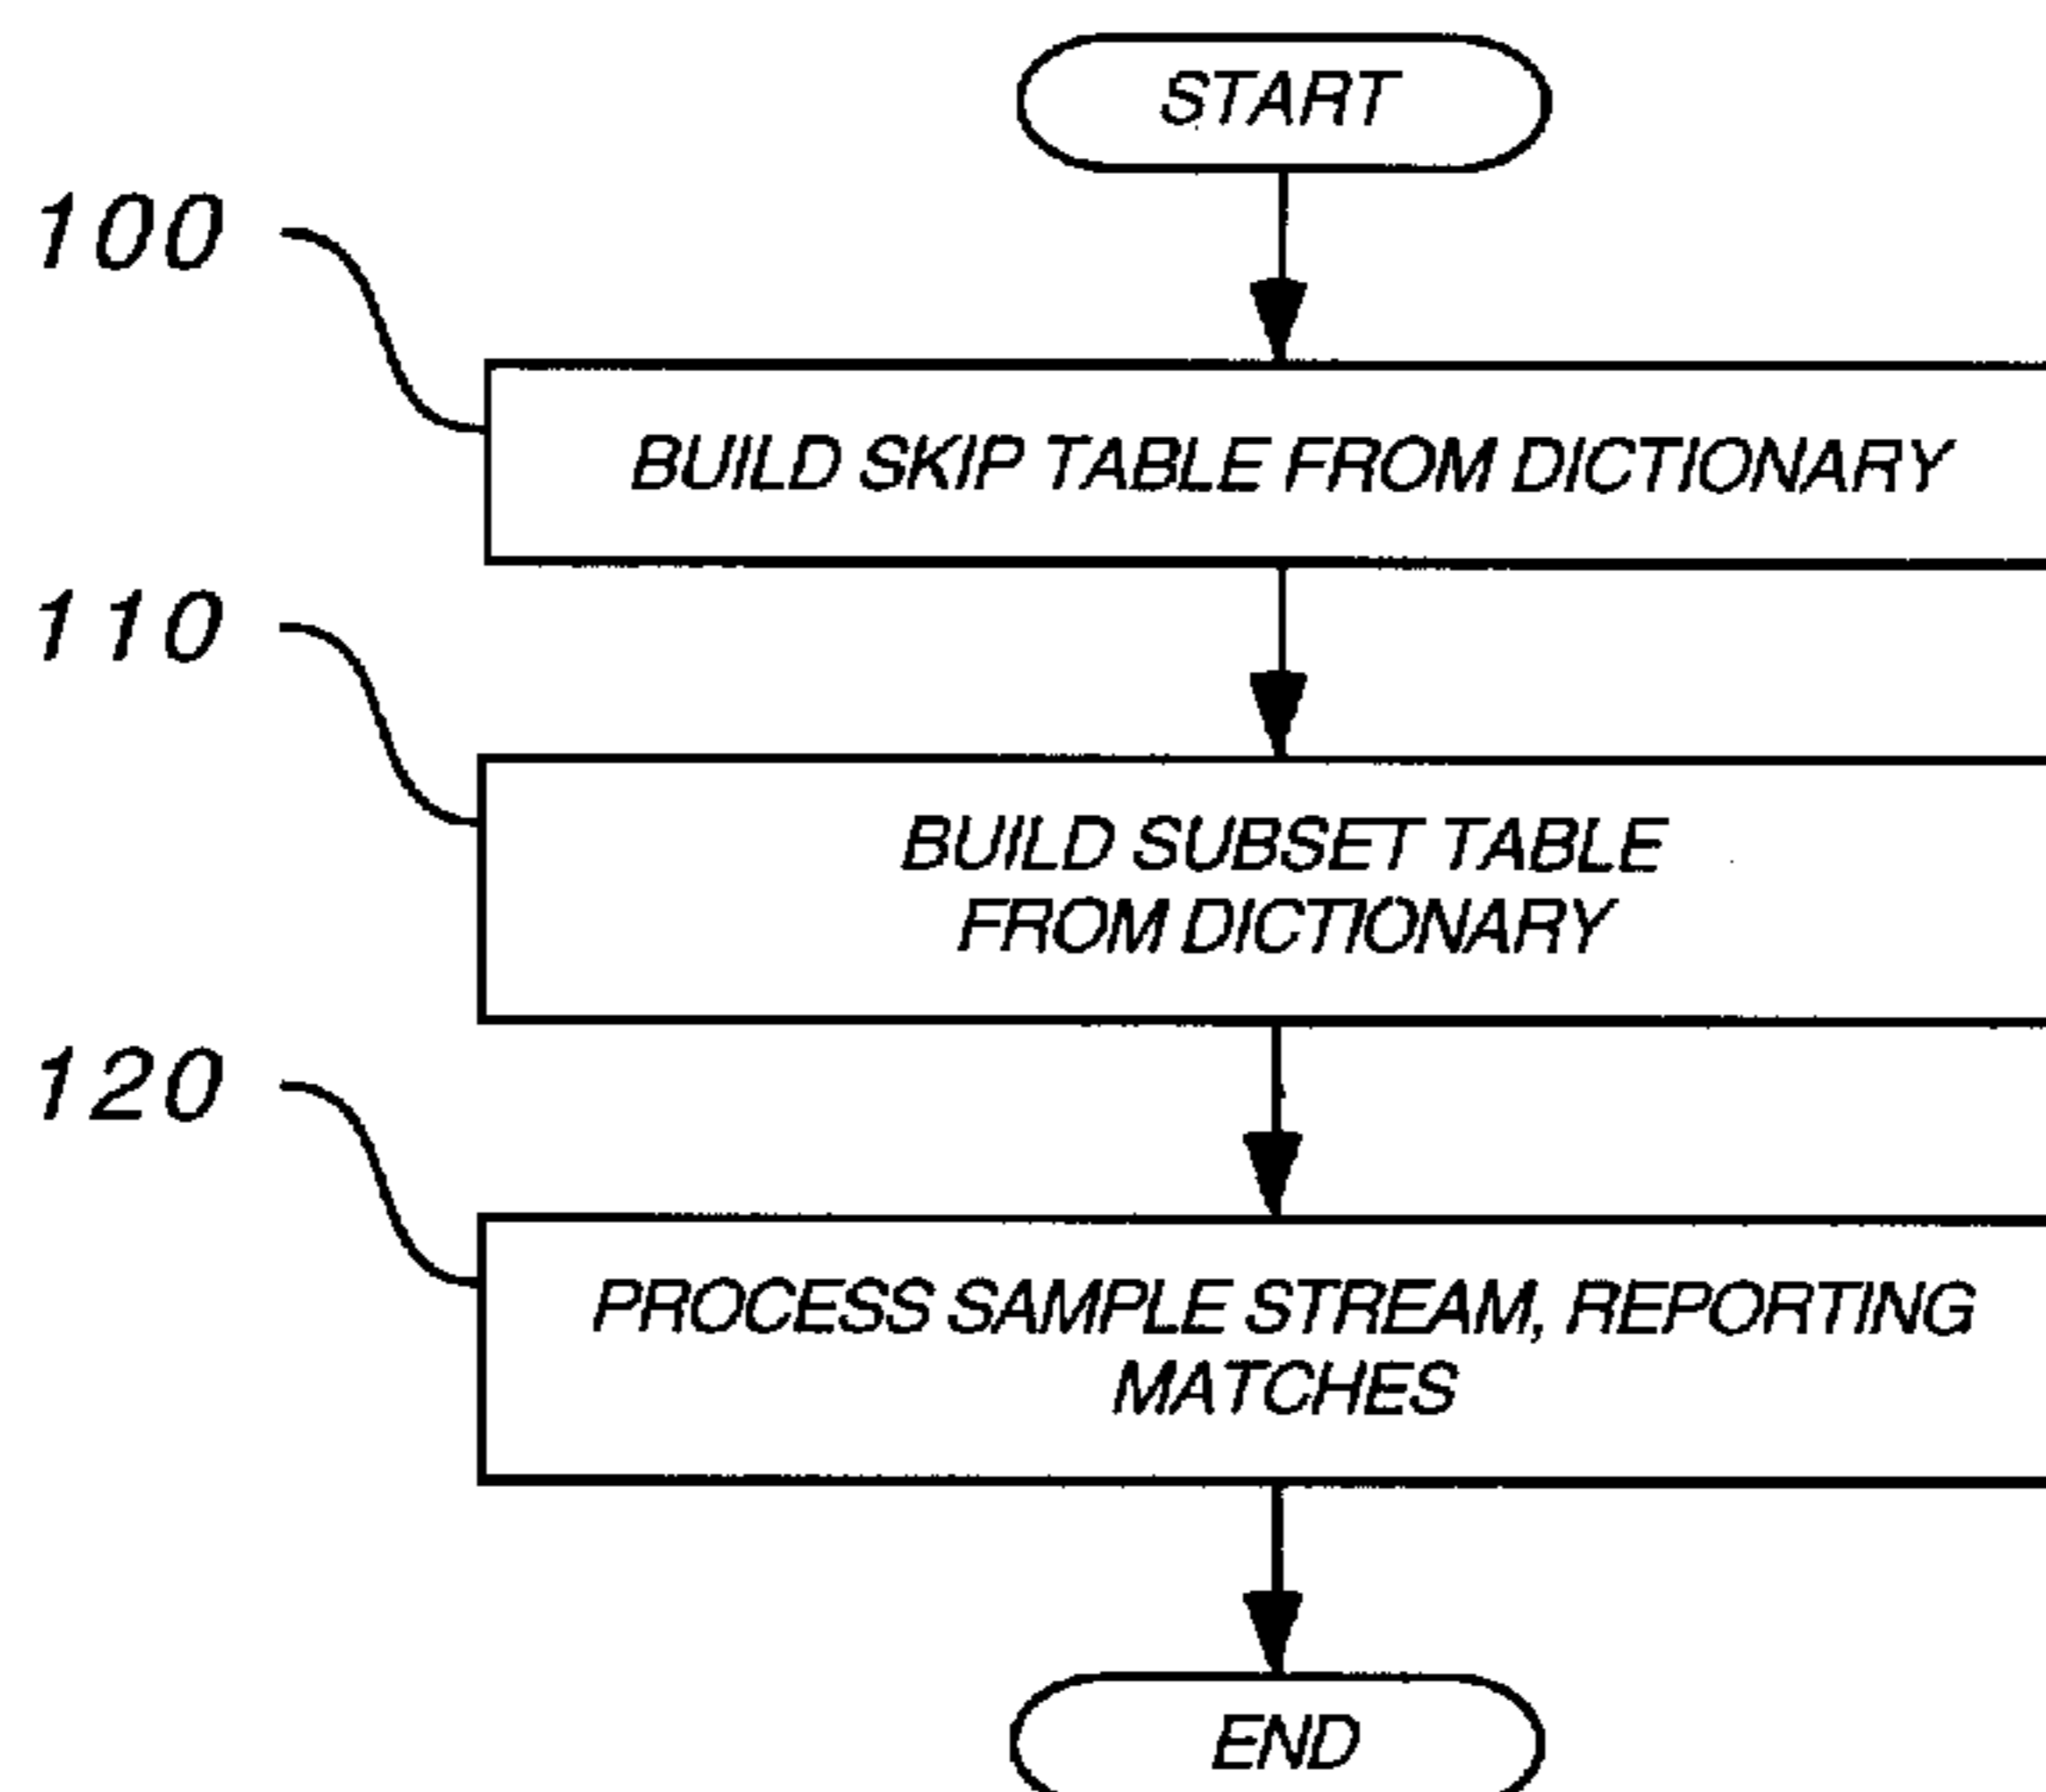 START
100
BUILD SKIP TABLE FROM DICTIONARY
110
BUILD SUBSET TABLE
FROM DICTIONARY
120
PROCESS SAMPLE STREAM, REPORTING
MATCHES
END